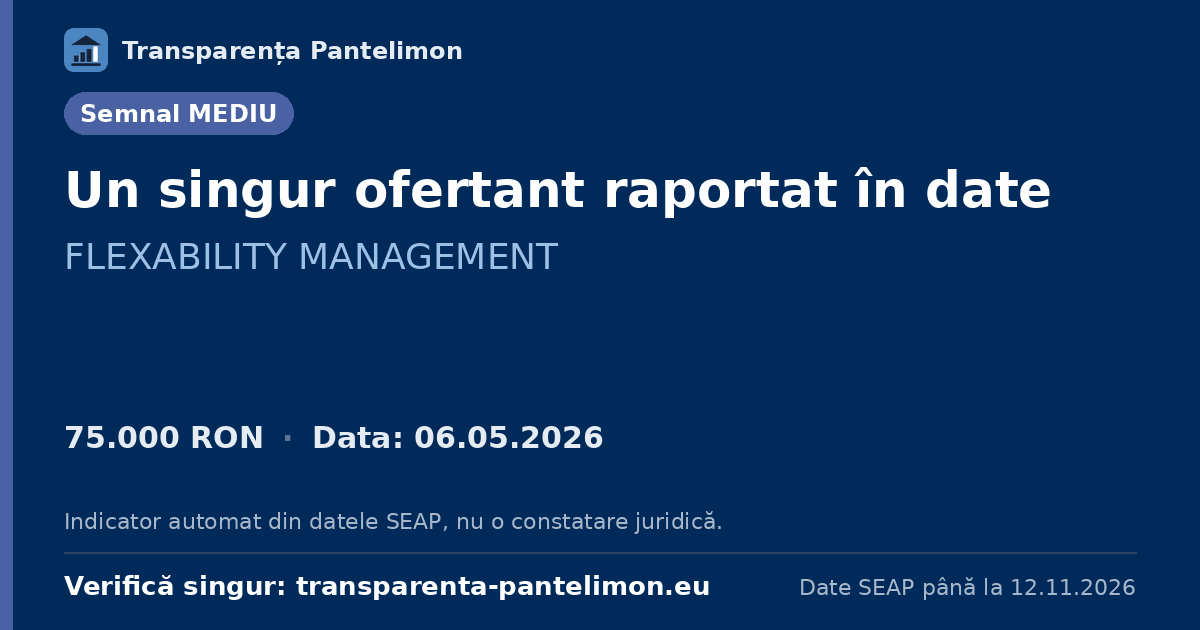 Transparența Pantelimon
Semnal MEDIU
Un singur ofertant raportat în date
FLEXABILITY MANAGEMENT
75.000 RON · Data: 06.05.2026
Indicator automat din datele SEAP, nu o constatare juridică.
Verifică singur: transparenta-pantelimon.eu
Date SEAP până la 12.11.2026